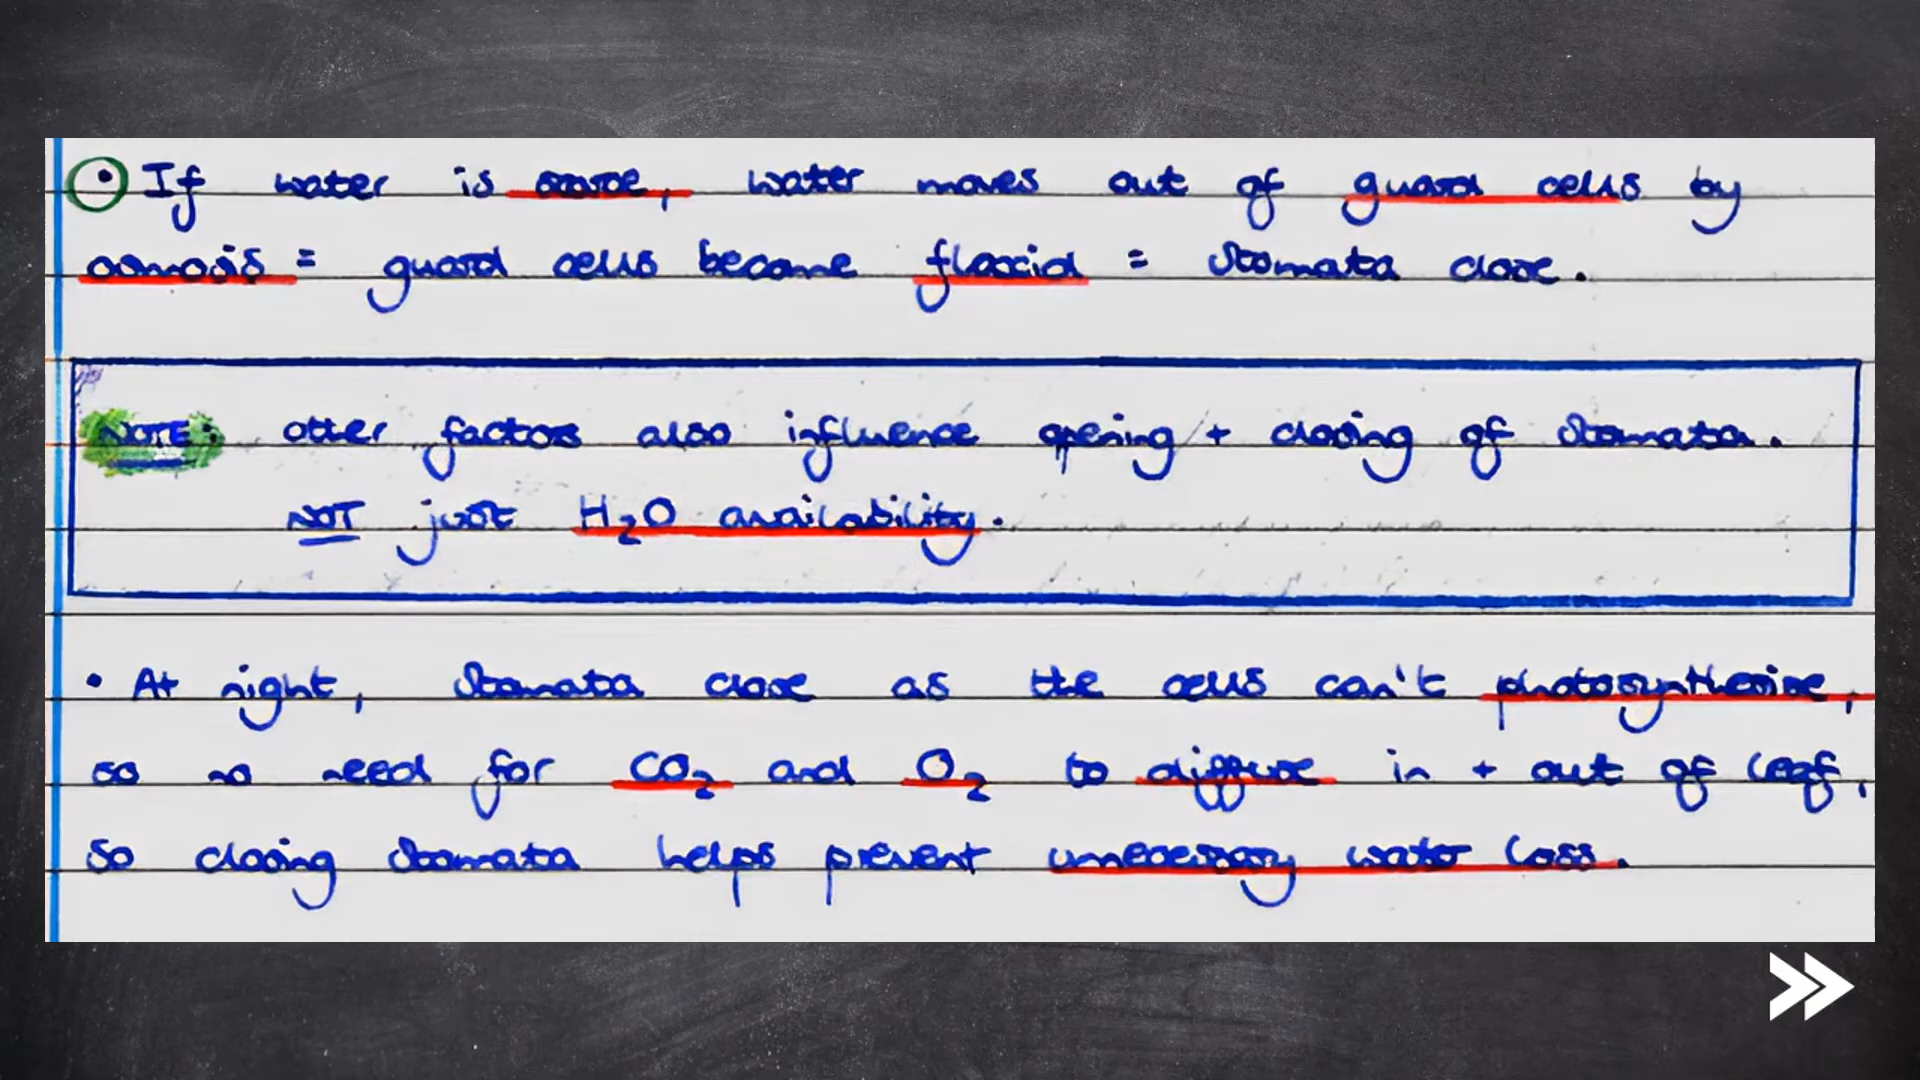 • If water is scarce, water moves out of guard cells by
osmosis = guard cells become flaccid = stomata close.
NOTE: other factors also influence opening + closing of stomata.
NOT just H₂O availability.
• At night, stomata close as the cells can't photosynthesise,
so no need for CO₂ and O₂ to diffuse in + out of leaf,
so closing stomata helps prevent unnecessary water loss.